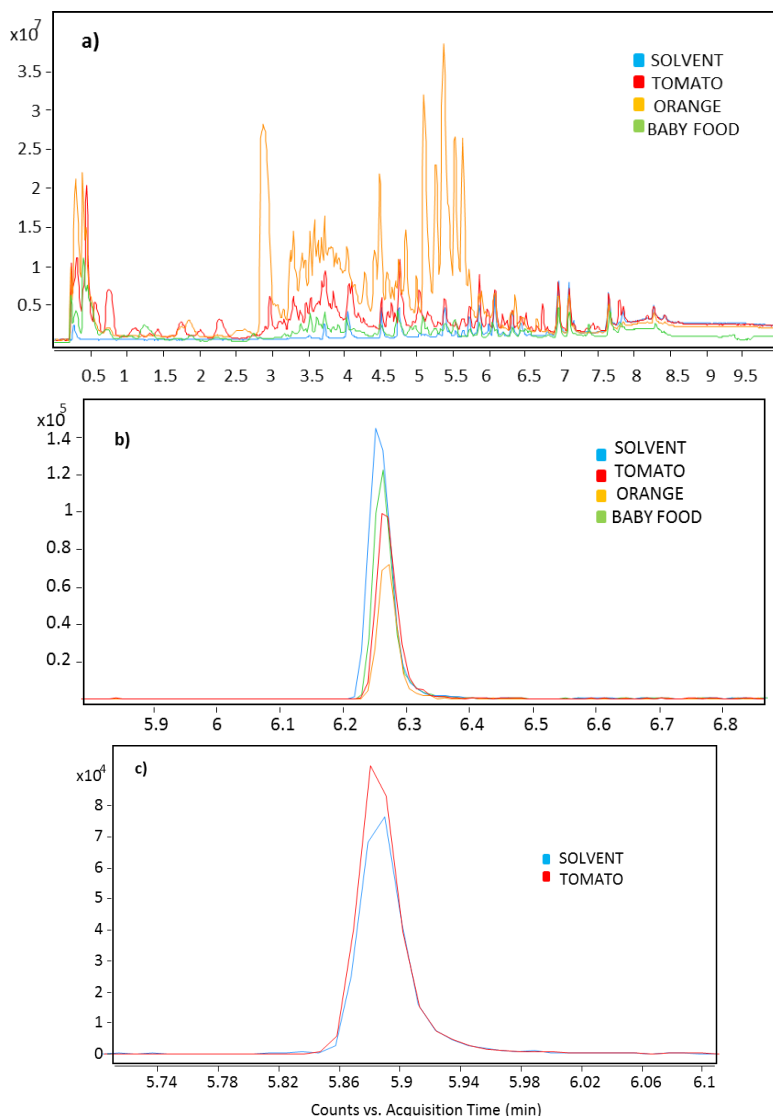 x10⁷
a)
SOLVENT
TOMATO
ORANGE
BABY FOOD
3.5
3
2.5
2
1.5
1
0.5
0.5 1 1.5 2 2.5 3 3.5 4 4.5 5 5.5 6 6.5 7 7.5 8 8.5 9 9.5
x10⁵
b)
SOLVENT
TOMATO
ORANGE
BABY FOOD
1.4
1.2
1
0.8
0.6
0.4
0.2
5.9 6 6.1 6.2 6.3 6.4 6.5 6.6 6.7 6.8
x10⁴
c)
SOLVENT
TOMATO
8
7
6
5
4
3
2
1
0
5.74 5.78 5.82 5.86 5.9 5.94 5.98 6.02 6.06 6.1
Counts vs. Acquisition Time (min)